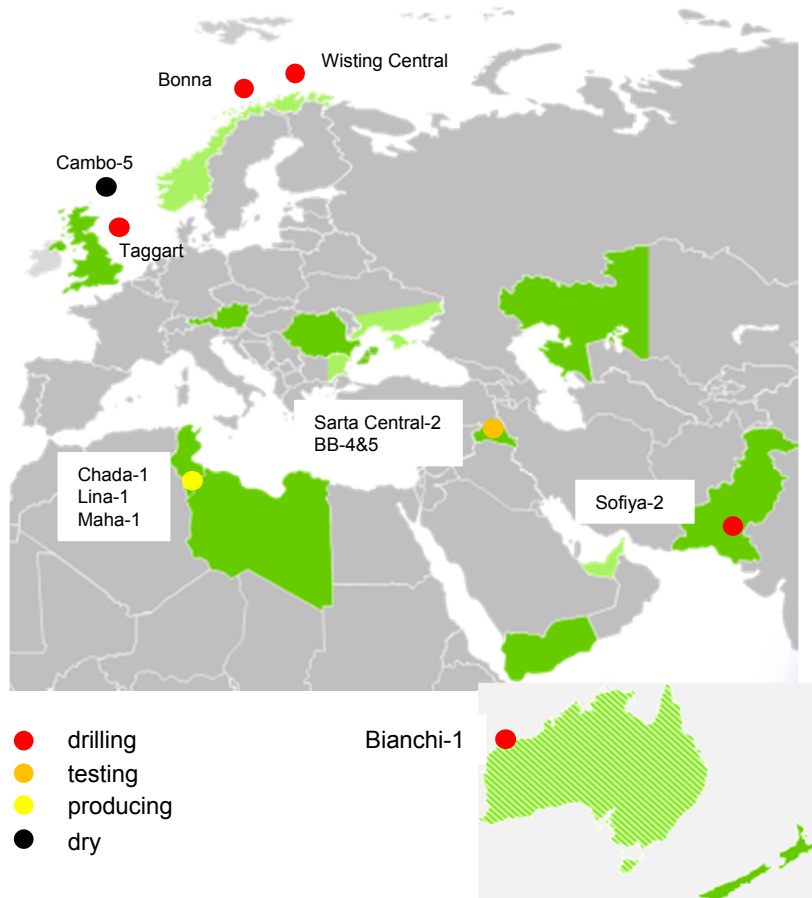 Wisting Central
Bonna
Cambo-5
Taggart
Sarta Central-2
BB-4&5
Chada-1
Lina-1
Maha-1
Sofiya-2
Bianchi-1
drilling
testing
producing
dry